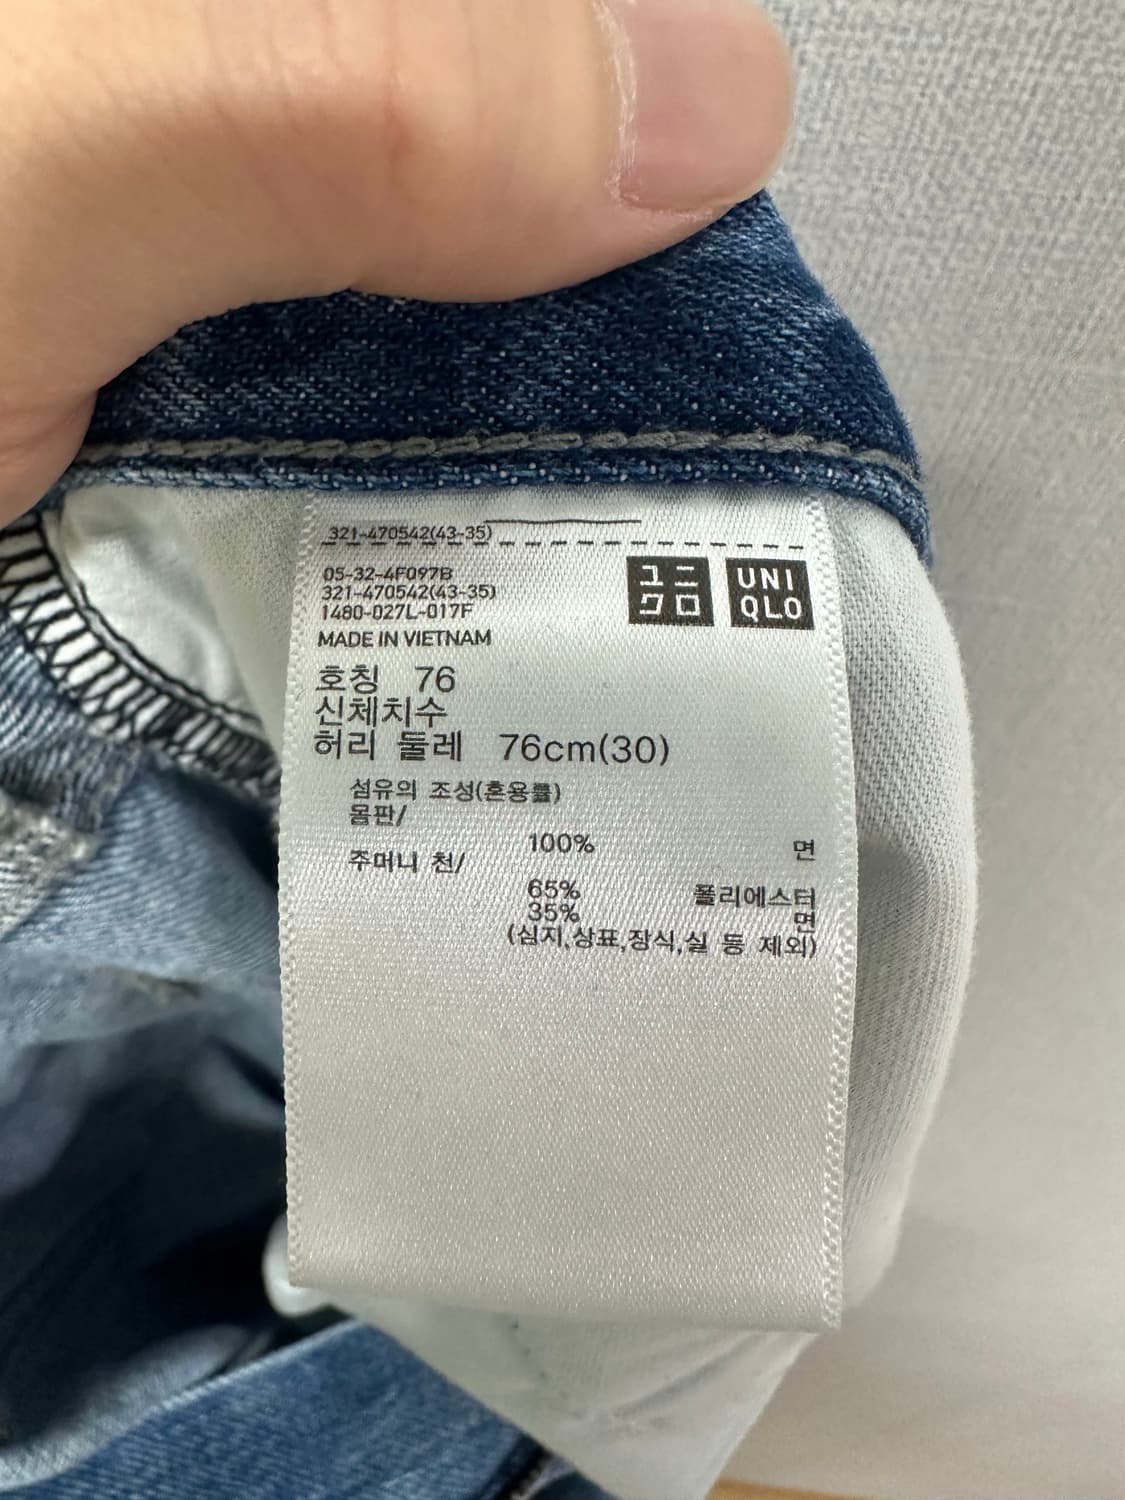 321-470542(43-35)
05-32-4F097B
321-470542(43-35)
1480-027L-017F
MADE IN VIETNAM
ユニ
クロ
UNI
QLO
호칭 76
신체치수
허리 둘레 76cm(30)
섬유의 조성(혼용률)
몸판/
100% 면
주머니 천/
65% 폴리에스터
35% 면
(심지,상표,장식,실 등 제외)